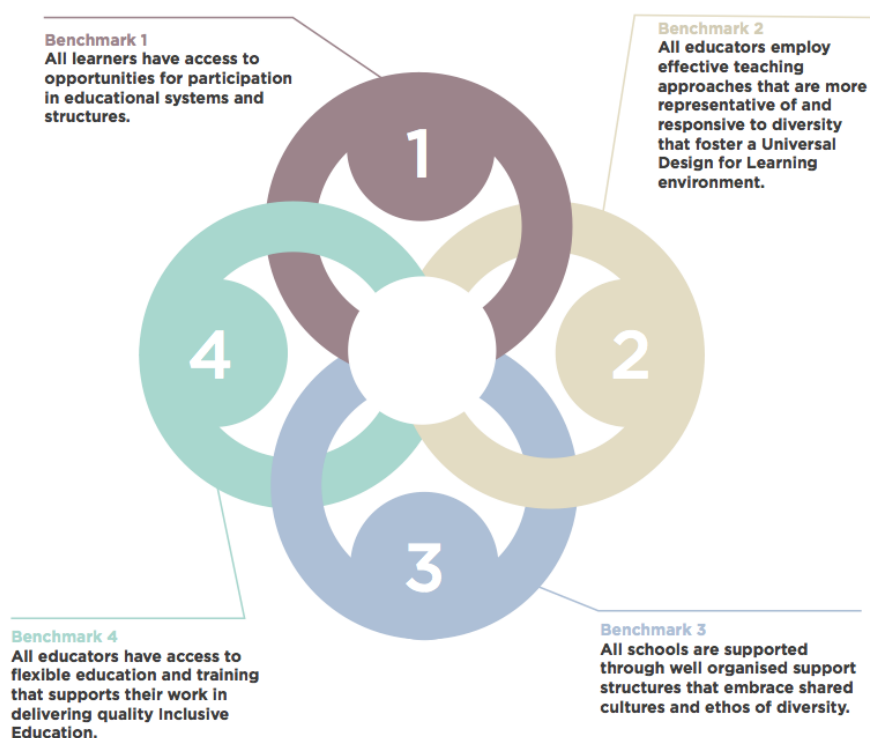 Benchmark 1
All learners have access to
opportunities for participation
in educational systems and
structures.
Benchmark 2
All educators employ
effective teaching
approaches that are more
representative of and
responsive to diversity
that foster a Universal
Design for Learning
environment.
1
2
3
4
Benchmark 3
All schools are supported
through well organised support
structures that embrace shared
cultures and ethos of diversity.
Benchmark 4
All educators have access to
flexible education and training
that supports their work in
delivering quality Inclusive
Education.